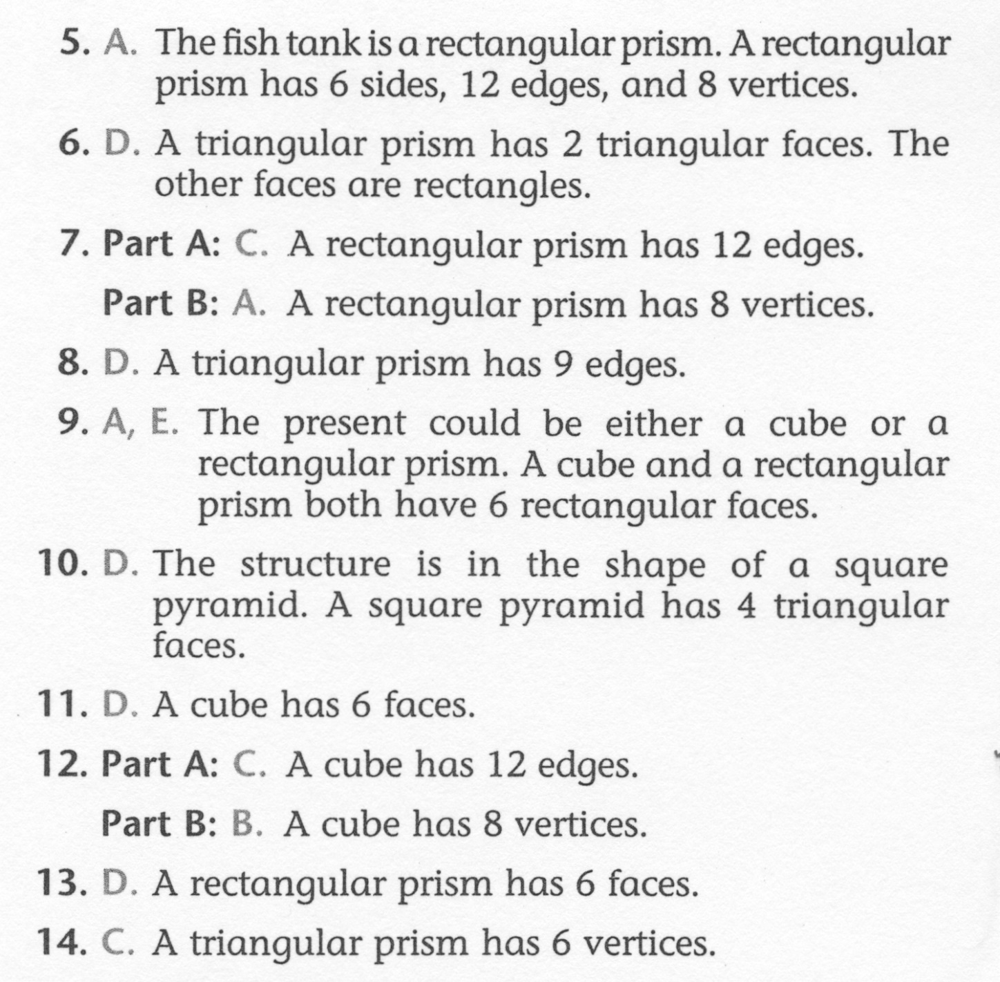 5. A. The fish tank is a rectangular prism. A rectangular
prism has 6 sides, 12 edges, and 8 vertices.
6. D. A triangular prism has 2 triangular faces. The
other faces are rectangles.
7. Part A: C. A rectangular prism has 12 edges.
Part B: A. A rectangular prism has 8 vertices.
8. D. A triangular prism has 9 edges.
9. A, E. The present could be either a cube or a
rectangular prism. A cube and a rectangular
prism both have 6 rectangular faces.
10. D. The structure is in the shape of a square
pyramid. A square pyramid has 4 triangular
faces.
11. D. A cube has 6 faces.
12. Part A: C. A cube has 12 edges.
Part B: B. A cube has 8 vertices.
13. D. A rectangular prism has 6 faces.
14. C. A triangular prism has 6 vertices.